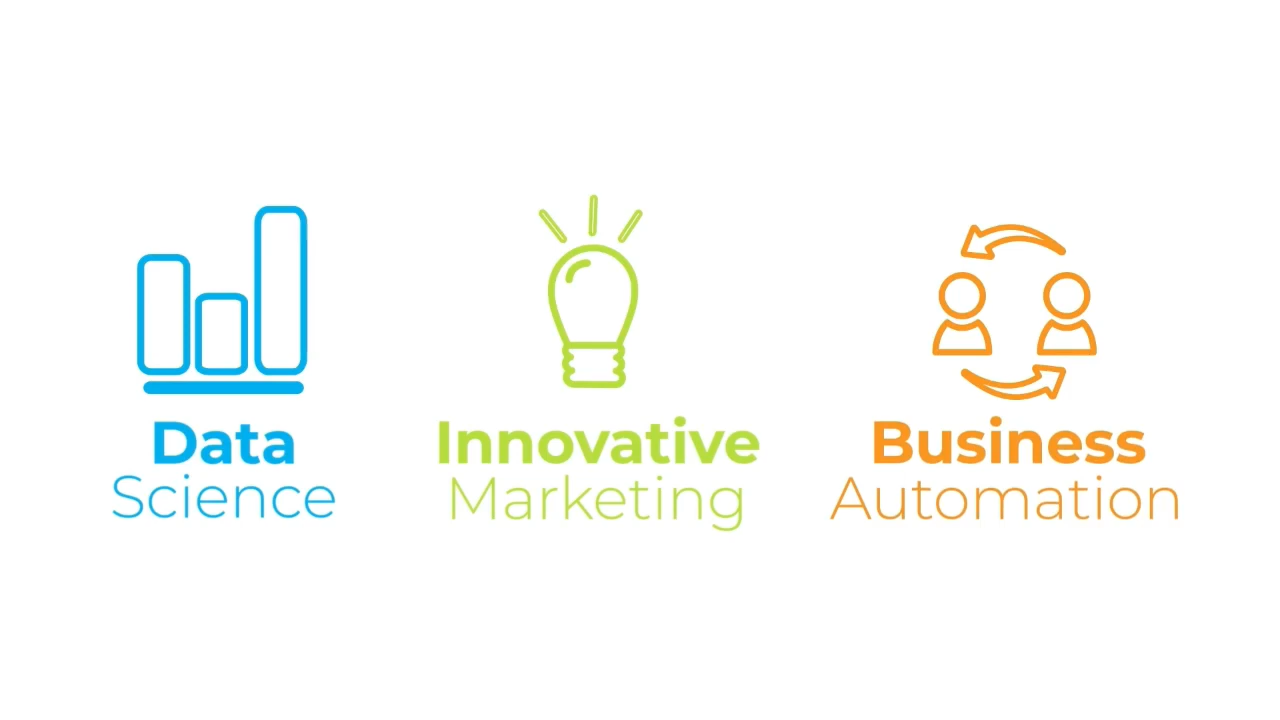 Data
Science
Innovative
Marketing
Business
Automation